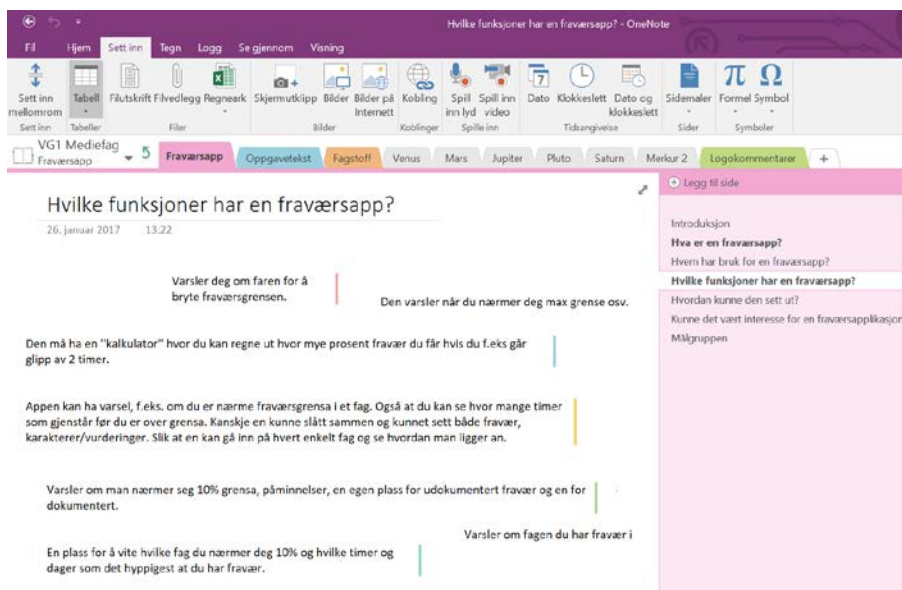 Hvilke funksjoner har en fraværsapp? - OneNote
Fil Hjem Sett inn Tegn Logg Se gjennom Visning
Sett inn mellomrom
Tabell
Filutskrift Filvedlegg Regneark
Skjermutklipp Bilder Bilder på Internett
Kobling
Spill inn lyd Spill inn video
Dato Klokkeslett Dato og klokkeslett
Sidemaler
Formel Symbol
Sett inn Tabeller Filer Bilder Koblinger Spille inn Tidsangivelse Sider Symboler
VG1 Mediefag
Fraværsapp
Fraværsapp Oppgavetekst Fagstoff Venus Mars Jupiter Pluto Saturn Merkur 2 Logokommentarer +
Hvilke funksjoner har en fraværsapp?
26. januar 2017 13:22
Varsler deg om faren for å
bryte fraværsgrensen.
Den varsler når du nærmer deg max grense osv.
Den må ha en "kalkulator" hvor du kan regne ut hvor mye prosent fravær du får hvis du f.eks går
glipp av 2 timer.
Appen kan ha varsel, f.eks. om du er nærme fraværsgrensa i et fag. Også at du kan se hvor mange timer
som gjenstår før du er over grensa. Kanskje en kunne slått sammen og kunnet sett både fravær,
karakterer/vurderinger. Slik at en kan gå inn på hvert enkelt fag og se hvordan man ligger an.
Varsler om man nærmer seg 10% grensa, påminnelser, en egen plass for udokumentert fravær og en for
dokumentert.
Varsler om fagen du har fravær i
En plass for å vite hvilke fag du nærmer deg 10% og hvilke timer og
dager som det hyppigest at du har fravær.
Legg til side
Introduksjon
Hva er en fraværsapp?
Hvem har bruk for en fraværsapp?
Hvilke funksjoner har en fraværsapp?
Hvordan kunne den sett ut?
Kunne det vært interesse for en fraværsapplikasjon
Målgruppen